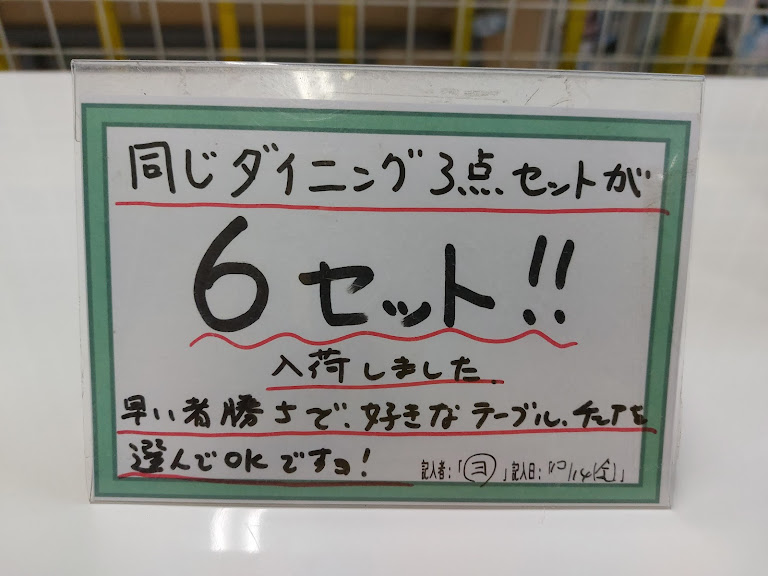 同じダイニング3点セットが
6セット!!
入荷しました.
早い者勝ちで、好きなテーブル、チェアを
選んでOKですヨ!
記入者:「ヨ」記入日:「10/14(金)」